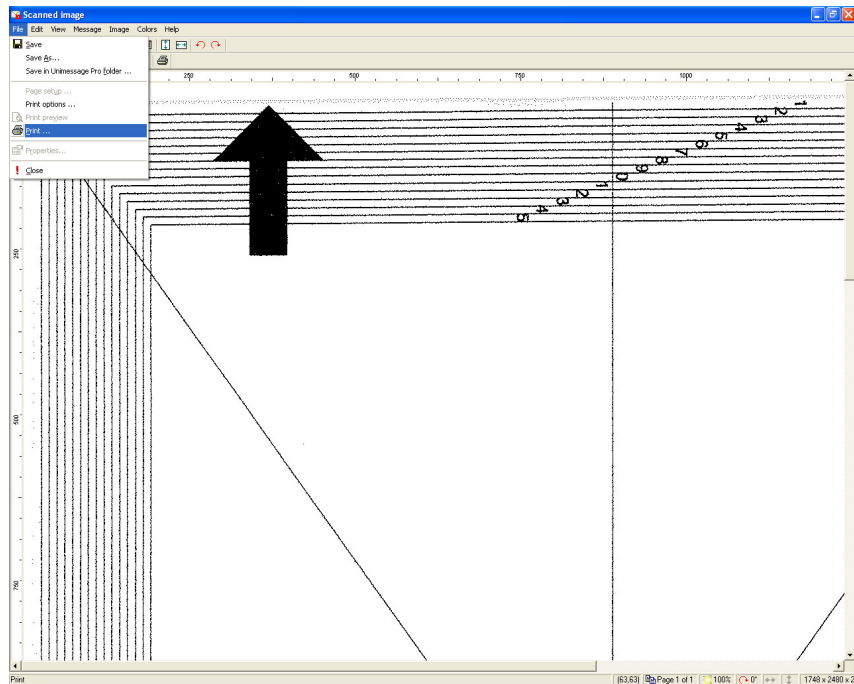 Scanned image
File Edit View Message Image Colors Help
Save
Save As...
Save in Unimessage Pro folder ...
Page setup ...
Print options ...
Print preview
Print ...
Properties...
Close
250 500 750 1000
1
2
3
4
5
6
7
8
9
0
1
2
3
4
5
250
500
750
Print (63,63) Page 1 of 1 100% 0° 1748 x 2480 x 2